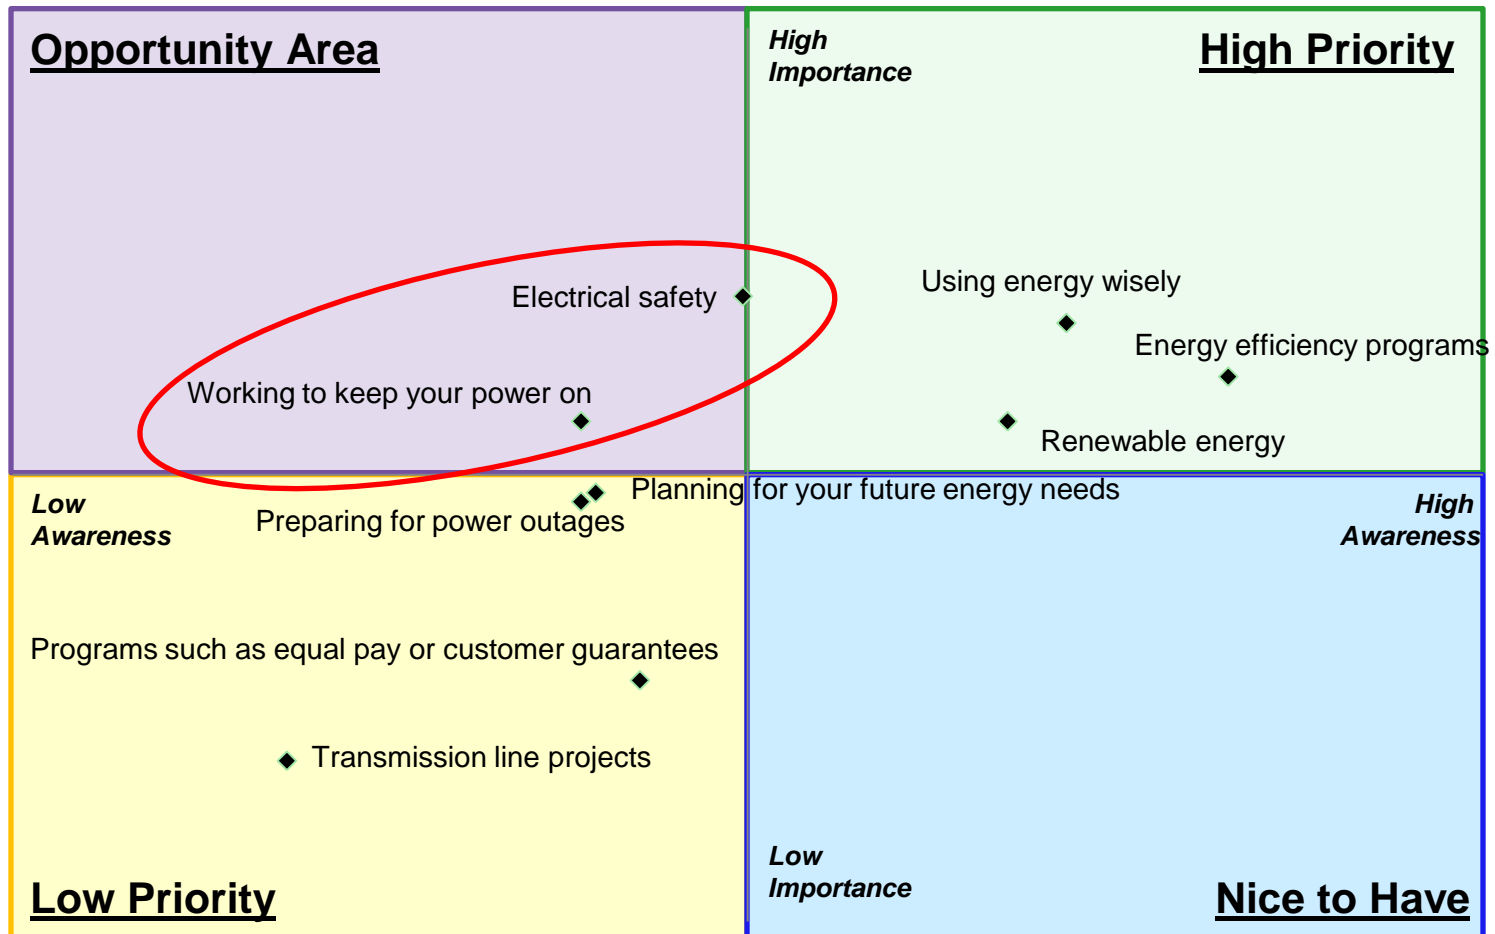 Opportunity Area
High
Importance
High Priority
Using energy wisely
Electrical safety
Energy efficiency programs
Working to keep your power on
Renewable energy
Low
Awareness
Planning for your future energy needs
Preparing for power outages
High
Awareness
Programs such as equal pay or customer guarantees
Transmission line projects
Low
Importance
Low Priority
Nice to Have